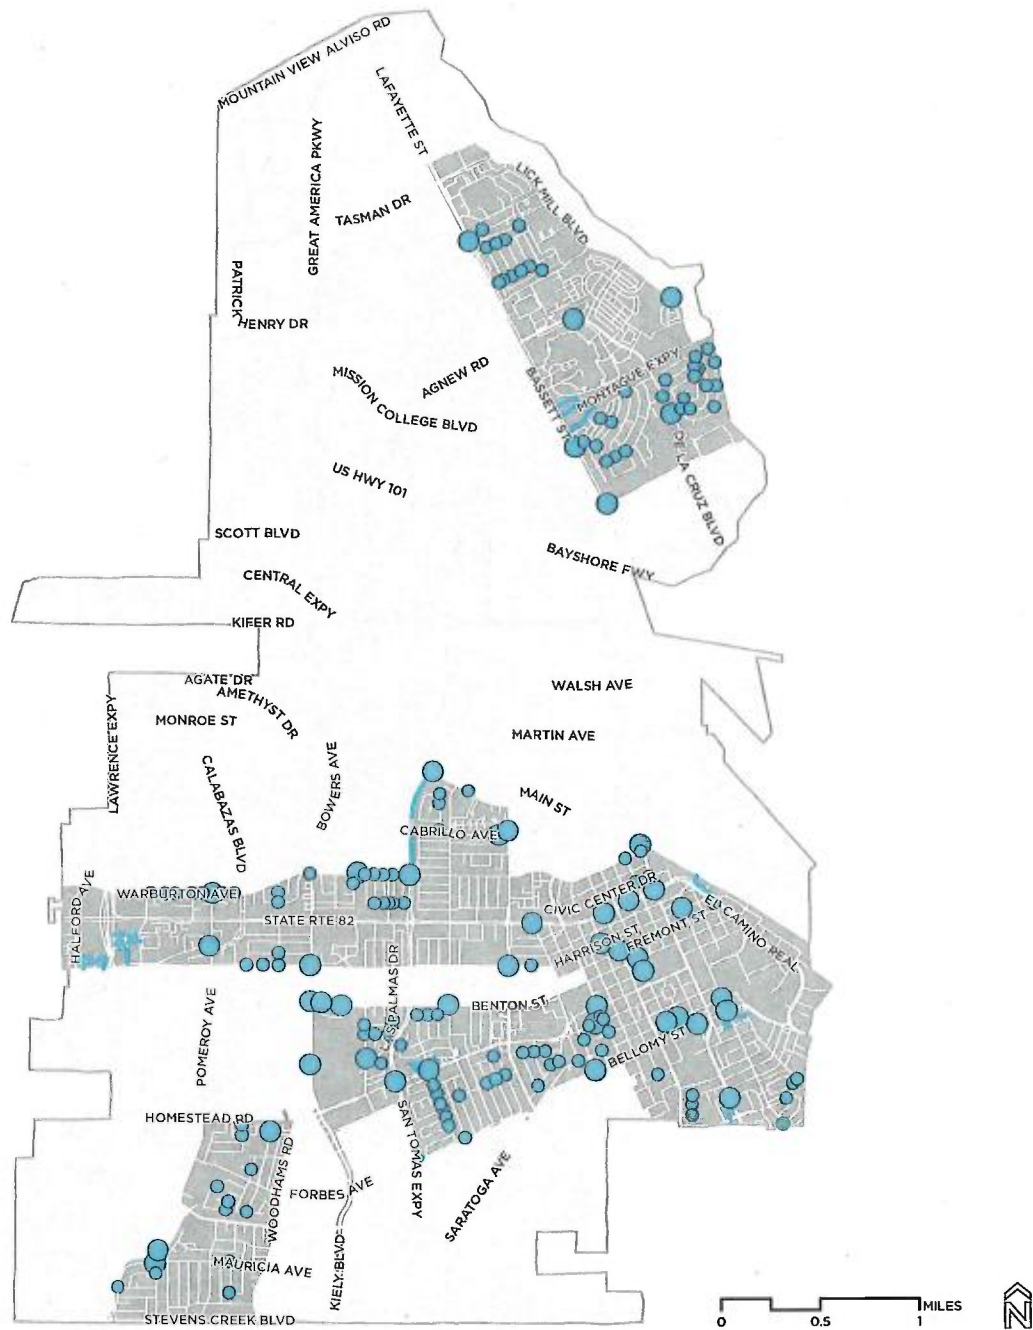 MOUNTAIN VIEW ALVISO RD
LAFAYETTE ST
GREAT AMERICA PKWY
LICK MILL BLVD
TASMAN DR
PATRICK
HENRY DR
MONTAGUE EXPY
AGNEW RD
MISSION
COLLEGE BLVD
BASSETT ST
US HWY 101
DE LA CRUZ BLVD
SCOTT BLVD
BAYSHORE FWY
CENTRAL EXPY
KIFER RD
AGATE DR
AMETHYST DR
WALSH AVE
LAWRENCE EXPY
MONROE ST
MARTIN AVE
CALABAZAS BLVD
BOWERS AVE
MAIN ST
CABRILLO AVE
HALFORD AVE
WARBURTON AVE
CIVIC CENTER DR
EL CAMINO REAL
STATE RTE 82
HARRISON ST
FREMONT ST
LAS PALMAS DR
BENTON ST
POMEROY AVE
BELLOMY ST
HOMESTEAD RD
SAN TOMAS EXPY
WOODHAMS RD
FORBES AVE
SARATOGA AVE
KIELY BLVD
MAURICIA AVE
STEVENS CREEK BLVD
MILES
0 0.5 1
N